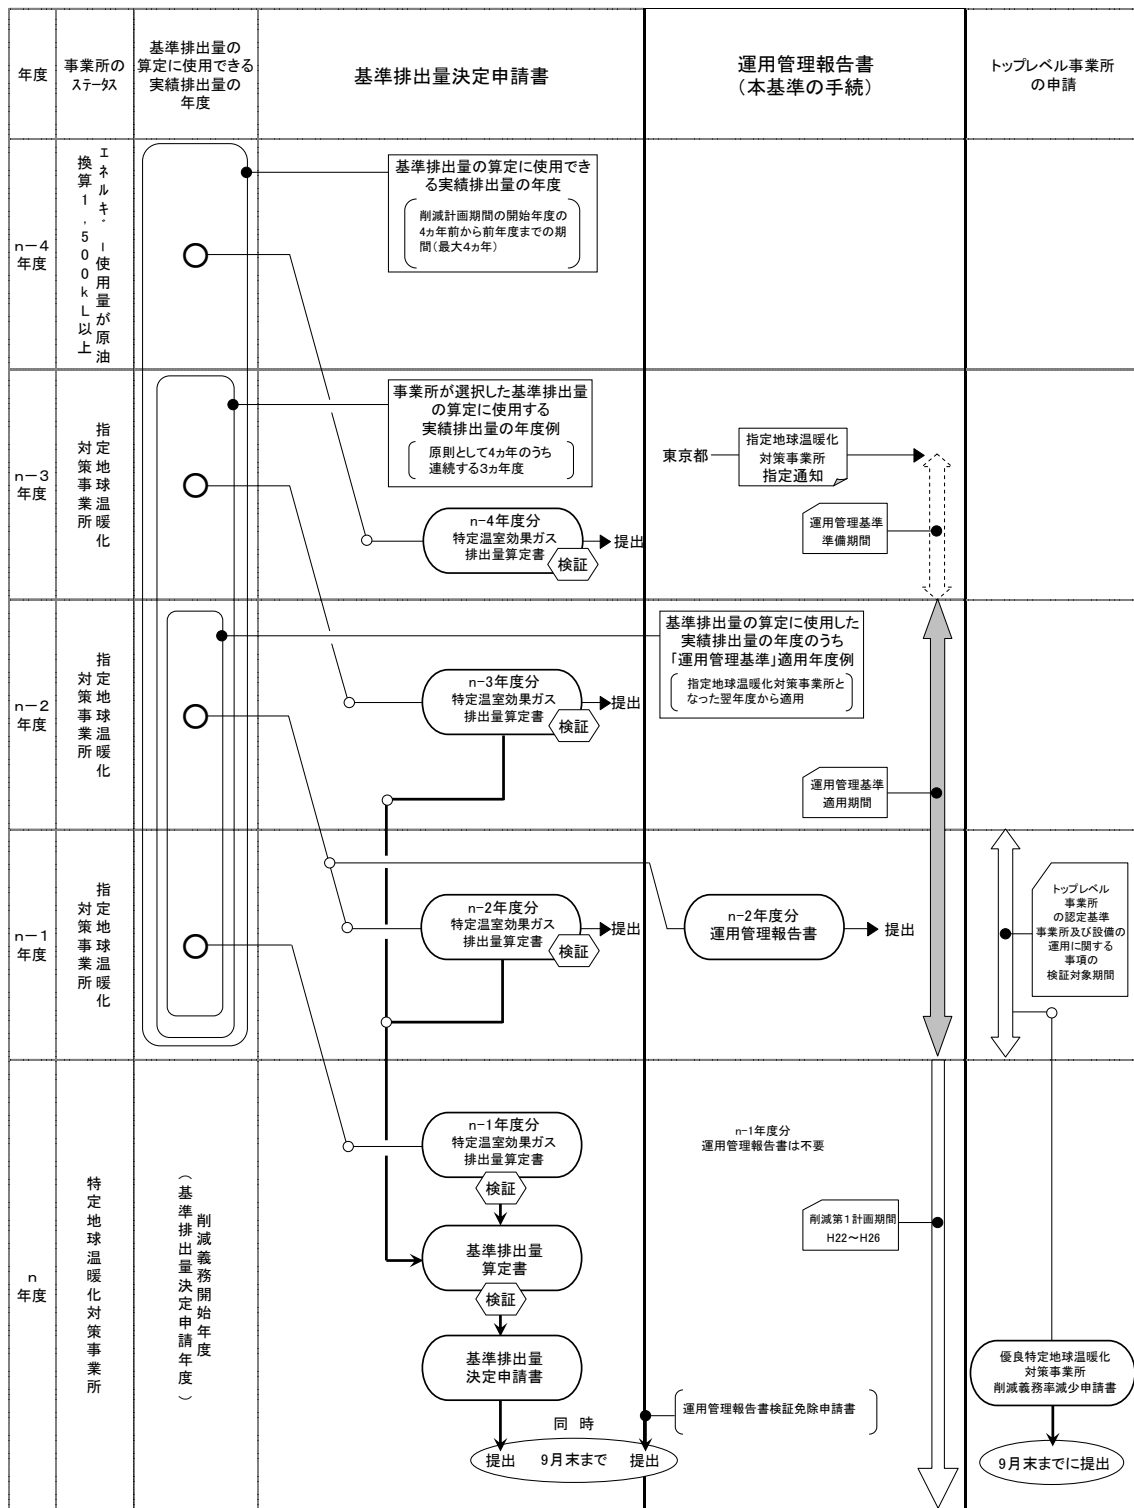 年度
事業所の
ステータス
基準排出量の
算定に使用できる
実績排出量の
年度
基準排出量決定申請書
運用管理報告書
(本基準の手続)
トップレベル事業所
の申請
n－4
年度
エネルギー使用量が原油
換算1,500kL以上
基準排出量の算定に使用でき
る実績排出量の年度
削減計画期間の開始年度の
4ヵ年前から前年度までの期
間(最大4ヵ年)
n－3
年度
指定地球温暖化
対策事業所
事業所が選択した基準排出量
の算定に使用する
実績排出量の年度例
原則として4ヵ年のうち
連続する3ヵ年度
n-4年度分
特定温室効果ガス
排出量算定書
検証
提出
東京都
指定地球温暖化
対策事業所
指定通知
運用管理基準
準備期間
n－2
年度
指定地球温暖化
対策事業所
n-3年度分
特定温室効果ガス
排出量算定書
検証
提出
基準排出量の算定に使用した
実績排出量の年度のうち
「運用管理基準」適用年度例
指定地球温暖化対策事業所と
なった翌年度から適用
運用管理基準
適用期間
n－1
年度
指定地球温暖化
対策事業所
n-2年度分
特定温室効果ガス
排出量算定書
検証
提出
n-2年度分
運用管理報告書
提出
トップレベル
事業所
の認定基準
事業所及び設備の
運用に関する
事項の
検証対象期間
n
年度
特定地球温暖化対策事業所
削減義務開始年度
(基準排出量決定申請年度)
n-1年度分
特定温室効果ガス
排出量算定書
検証
基準排出量
算定書
検証
基準排出量
決定申請書
n-1年度分
運用管理報告書は不要
削減第1計画期間
H22～H26
運用管理報告書検証免除申請書
同 時
提出 9月末まで 提出
優良特定地球温暖化
対策事業所
削減義務率減少申請書
9月末までに提出